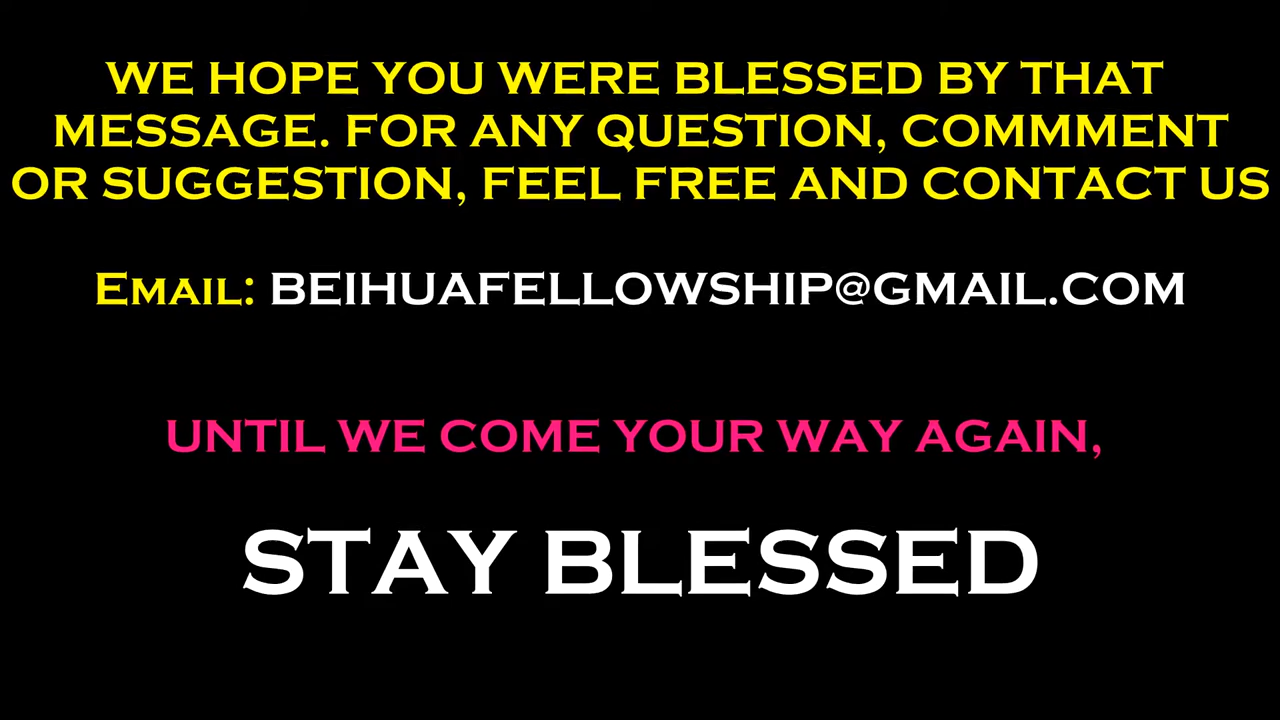 WE HOPE YOU WERE BLESSED BY THAT
MESSAGE. FOR ANY QUESTION, COMMMENT
OR SUGGESTION, FEEL FREE AND CONTACT US
EMAIL: BEIHUAFELLOWSHIP@GMAIL.COM
UNTIL WE COME YOUR WAY AGAIN,
STAY BLESSED